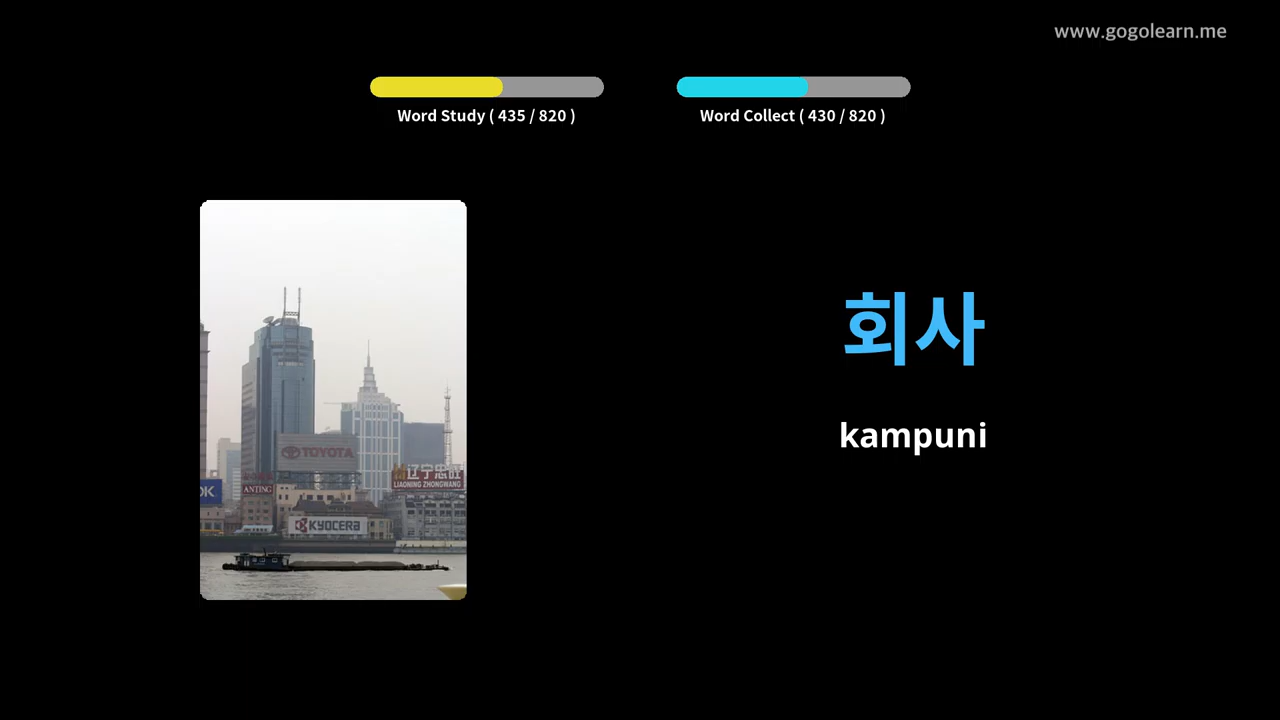 www.gogolearn.me
Word Study ( 435 / 820 )
Word Collect ( 430 / 820 )
회사
kampuni
TOYOTA
辽宁忠旺
LIAONING ZHONGWANG
OK
ANTING
KYOCERA